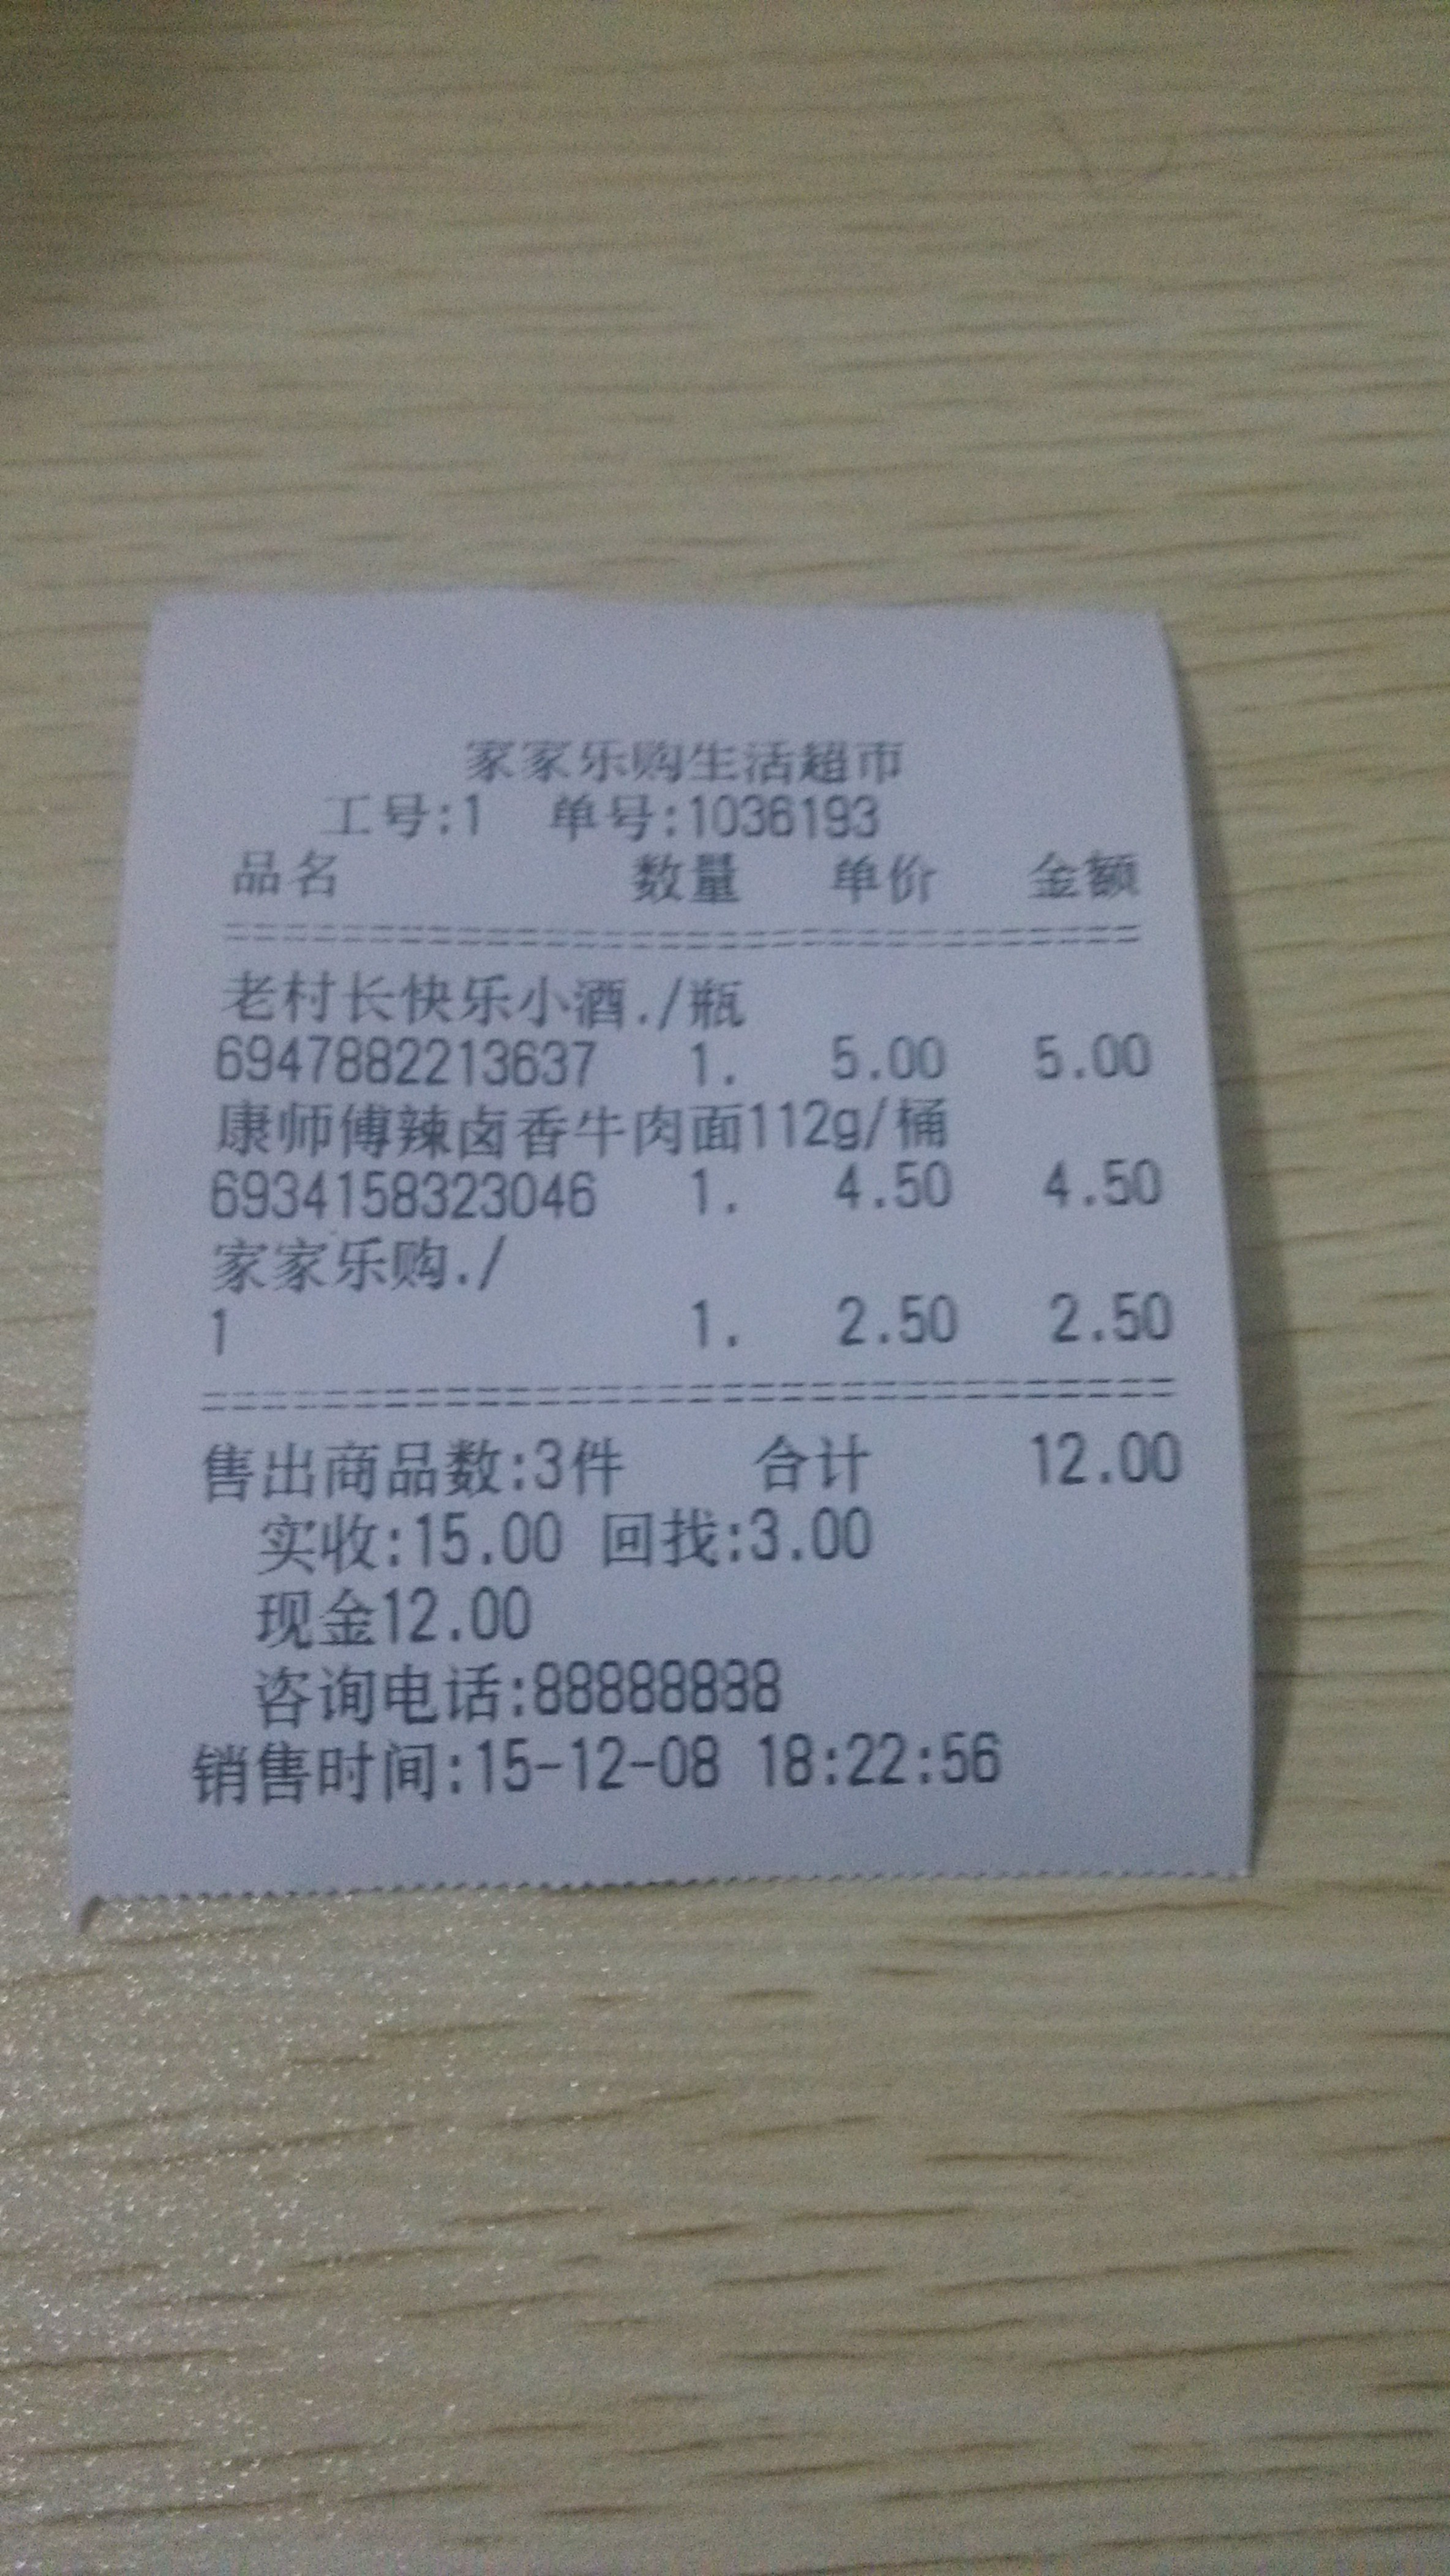 家家乐购生活超市
工号:1 单号:1036193
品名 数量 单价 金额
================================
老村长快乐小酒./瓶
6947882213637 1. 5.00 5.00
康师傅辣卤香牛肉面112g/桶
6934158323046 1. 4.50 4.50
家家乐购./
1 1. 2.50 2.50
================================
售出商品数:3件 合计 12.00
实收:15.00 回找:3.00
现金12.00
咨询电话:88888888
销售时间:15-12-08 18:22:56